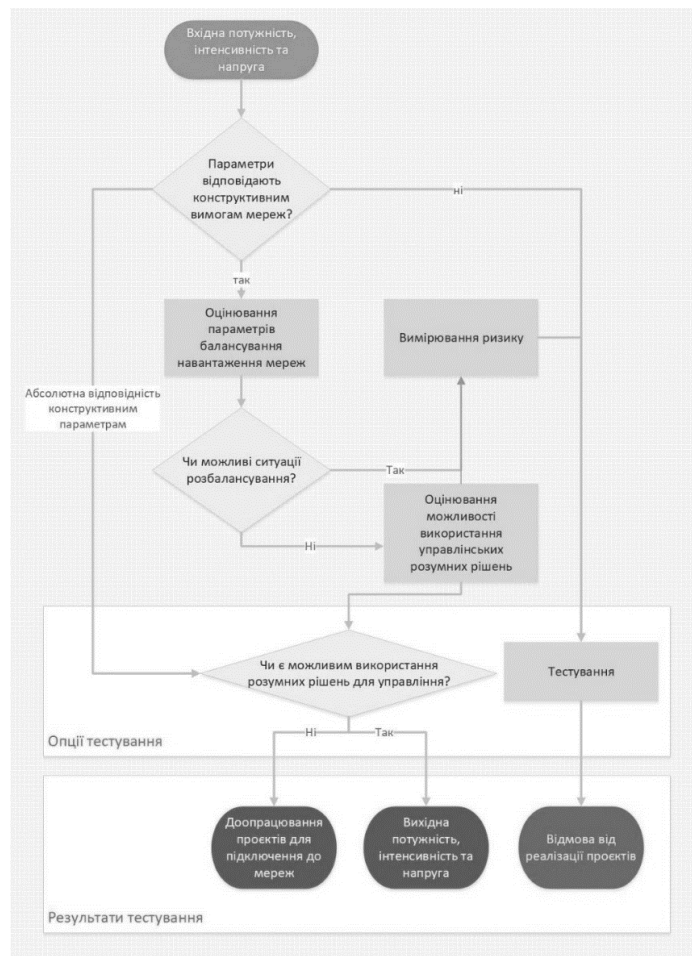 Вхідна потужність,
інтенсивність та
напруга
Параметри
відповідають
конструктивним
вимогам мереж?
ні
так
Оцінювання
параметрів
балансування
навантаження мереж
Вимірювання ризику
Абсолютна відповідність
конструктивним
параметрам
Чи можливі ситуації
розбалансування?
Так
Оцінювання
можливості
використання
управлінських
розумних рішень
Ні
Чи є можливим використання
розумних рішень для управління?
Тестування
Ні
Так
Опції тестування
Доопрацювання
проєктів для
підключення до
мереж
Вихідна
потужність,
інтенсивність та
напруга
Відмова від
реалізації проєктів
Результати тестування